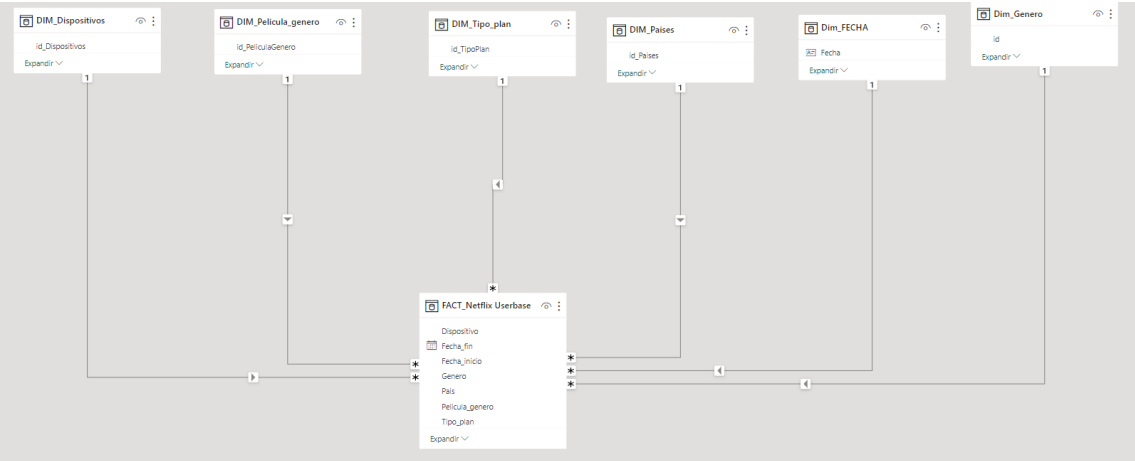 DIM_Dispositivos
id_Dispositivos
Expandir
1
DIM_Pelicula_genero
id_PeliculaGenero
Expandir
1
DIM_Tipo_plan
id_TipoPlan
Expandir
1
DIM_Paises
id_Paises
Expandir
1
Dim_FECHA
Fecha
Expandir
1
Dim_Genero
id
Expandir
1
*
*
*
*
*
*
FACT_Netflix Userbase
Dispositivo
Fecha_fin
Fecha_inicio
Genero
Pais
Pelicula_genero
Tipo_plan
Expandir